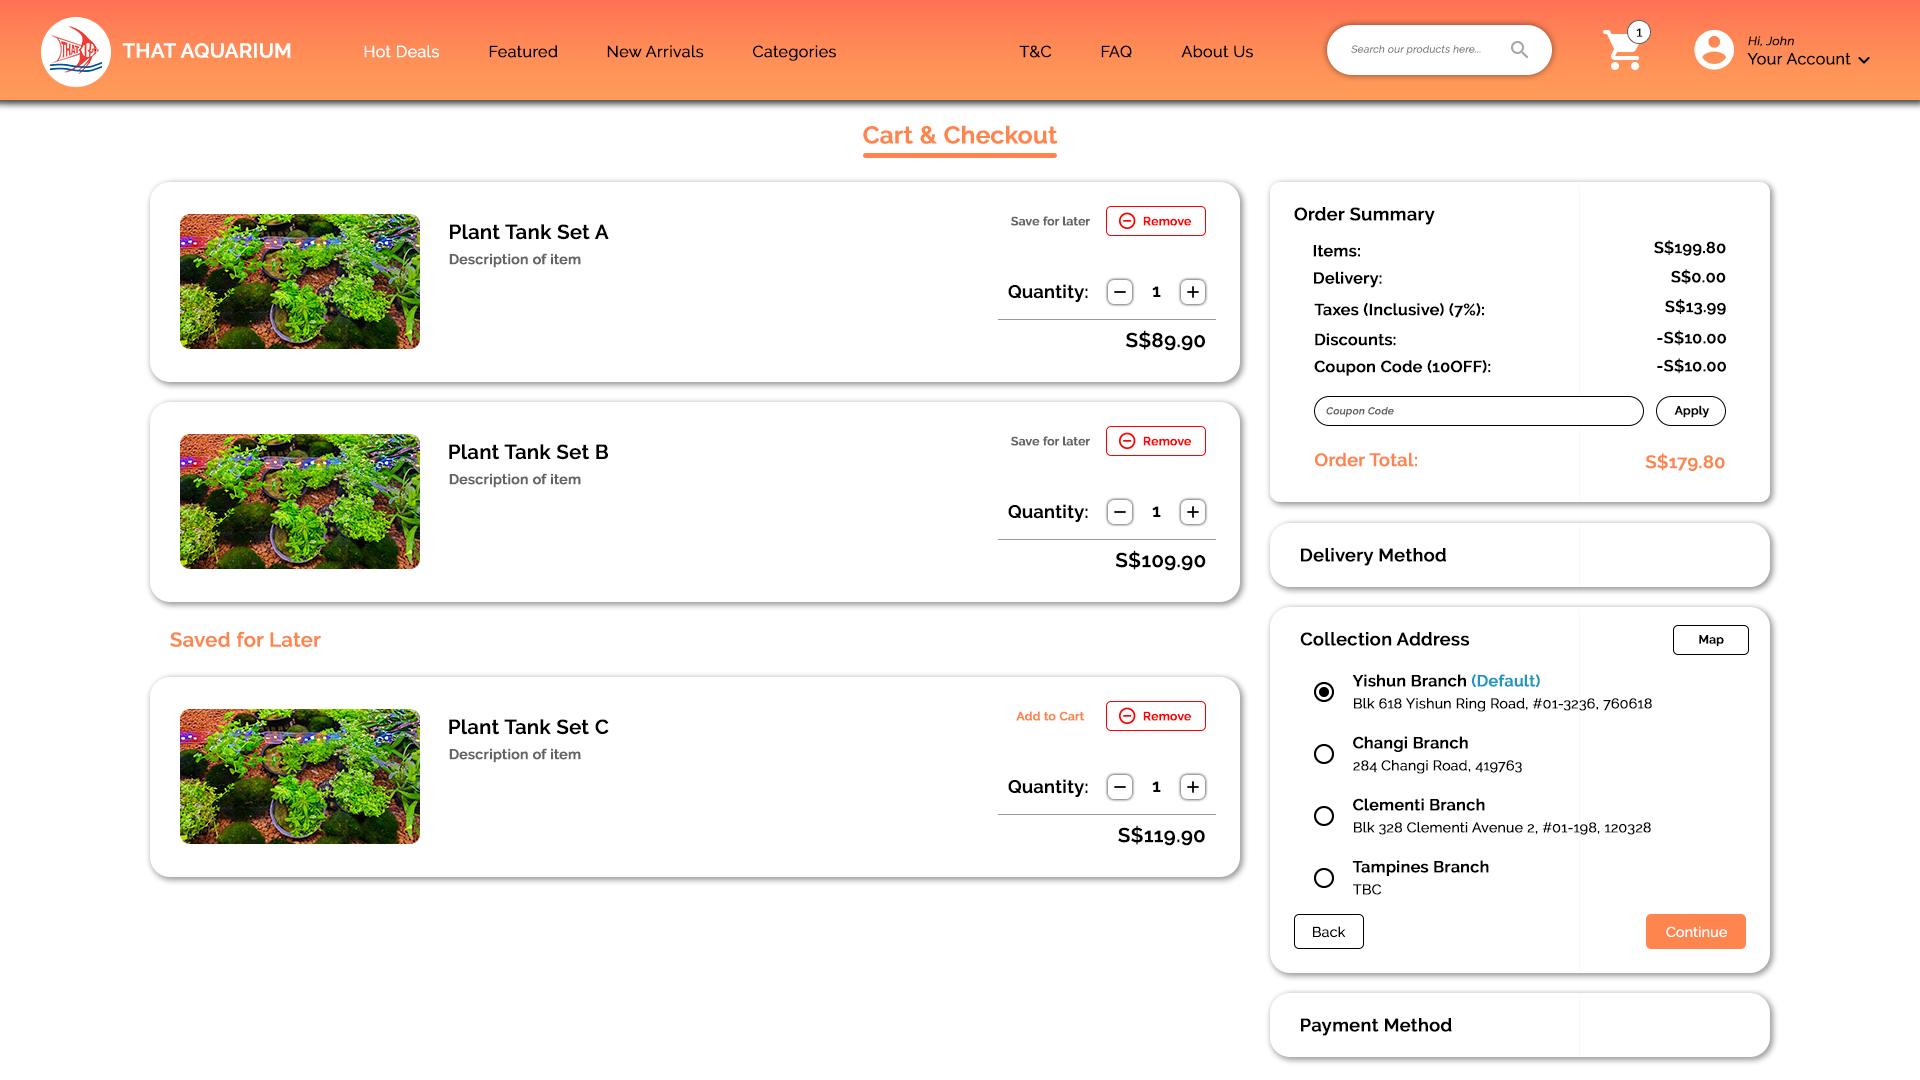 THAT AQUARIUM
Hot Deals
Featured
New Arrivals
Categories
T&C
FAQ
About Us
Search our products here...
1
Hi, John
Your Account
Cart & Checkout
Plant Tank Set A
Description of item
Save for later
Remove
Quantity: 1
S$89.90
Plant Tank Set B
Description of item
Save for later
Remove
Quantity: 1
S$109.90
Saved for Later
Plant Tank Set C
Description of item
Add to Cart
Remove
Quantity: 1
S$119.90
Order Summary
Items: S$199.80
Delivery: S$0.00
Taxes (Inclusive) (7%): S$13.99
Discounts: -S$10.00
Coupon Code (10OFF): -S$10.00
Coupon Code
Apply
Order Total: S$179.80
Delivery Method
Collection Address
Map
Yishun Branch (Default)
Blk 618 Yishun Ring Road, #01-3236, 760618
Changi Branch
284 Changi Road, 419763
Clementi Branch
Blk 328 Clementi Avenue 2, #01-198, 120328
Tampines Branch
TBC
Back
Continue
Payment Method